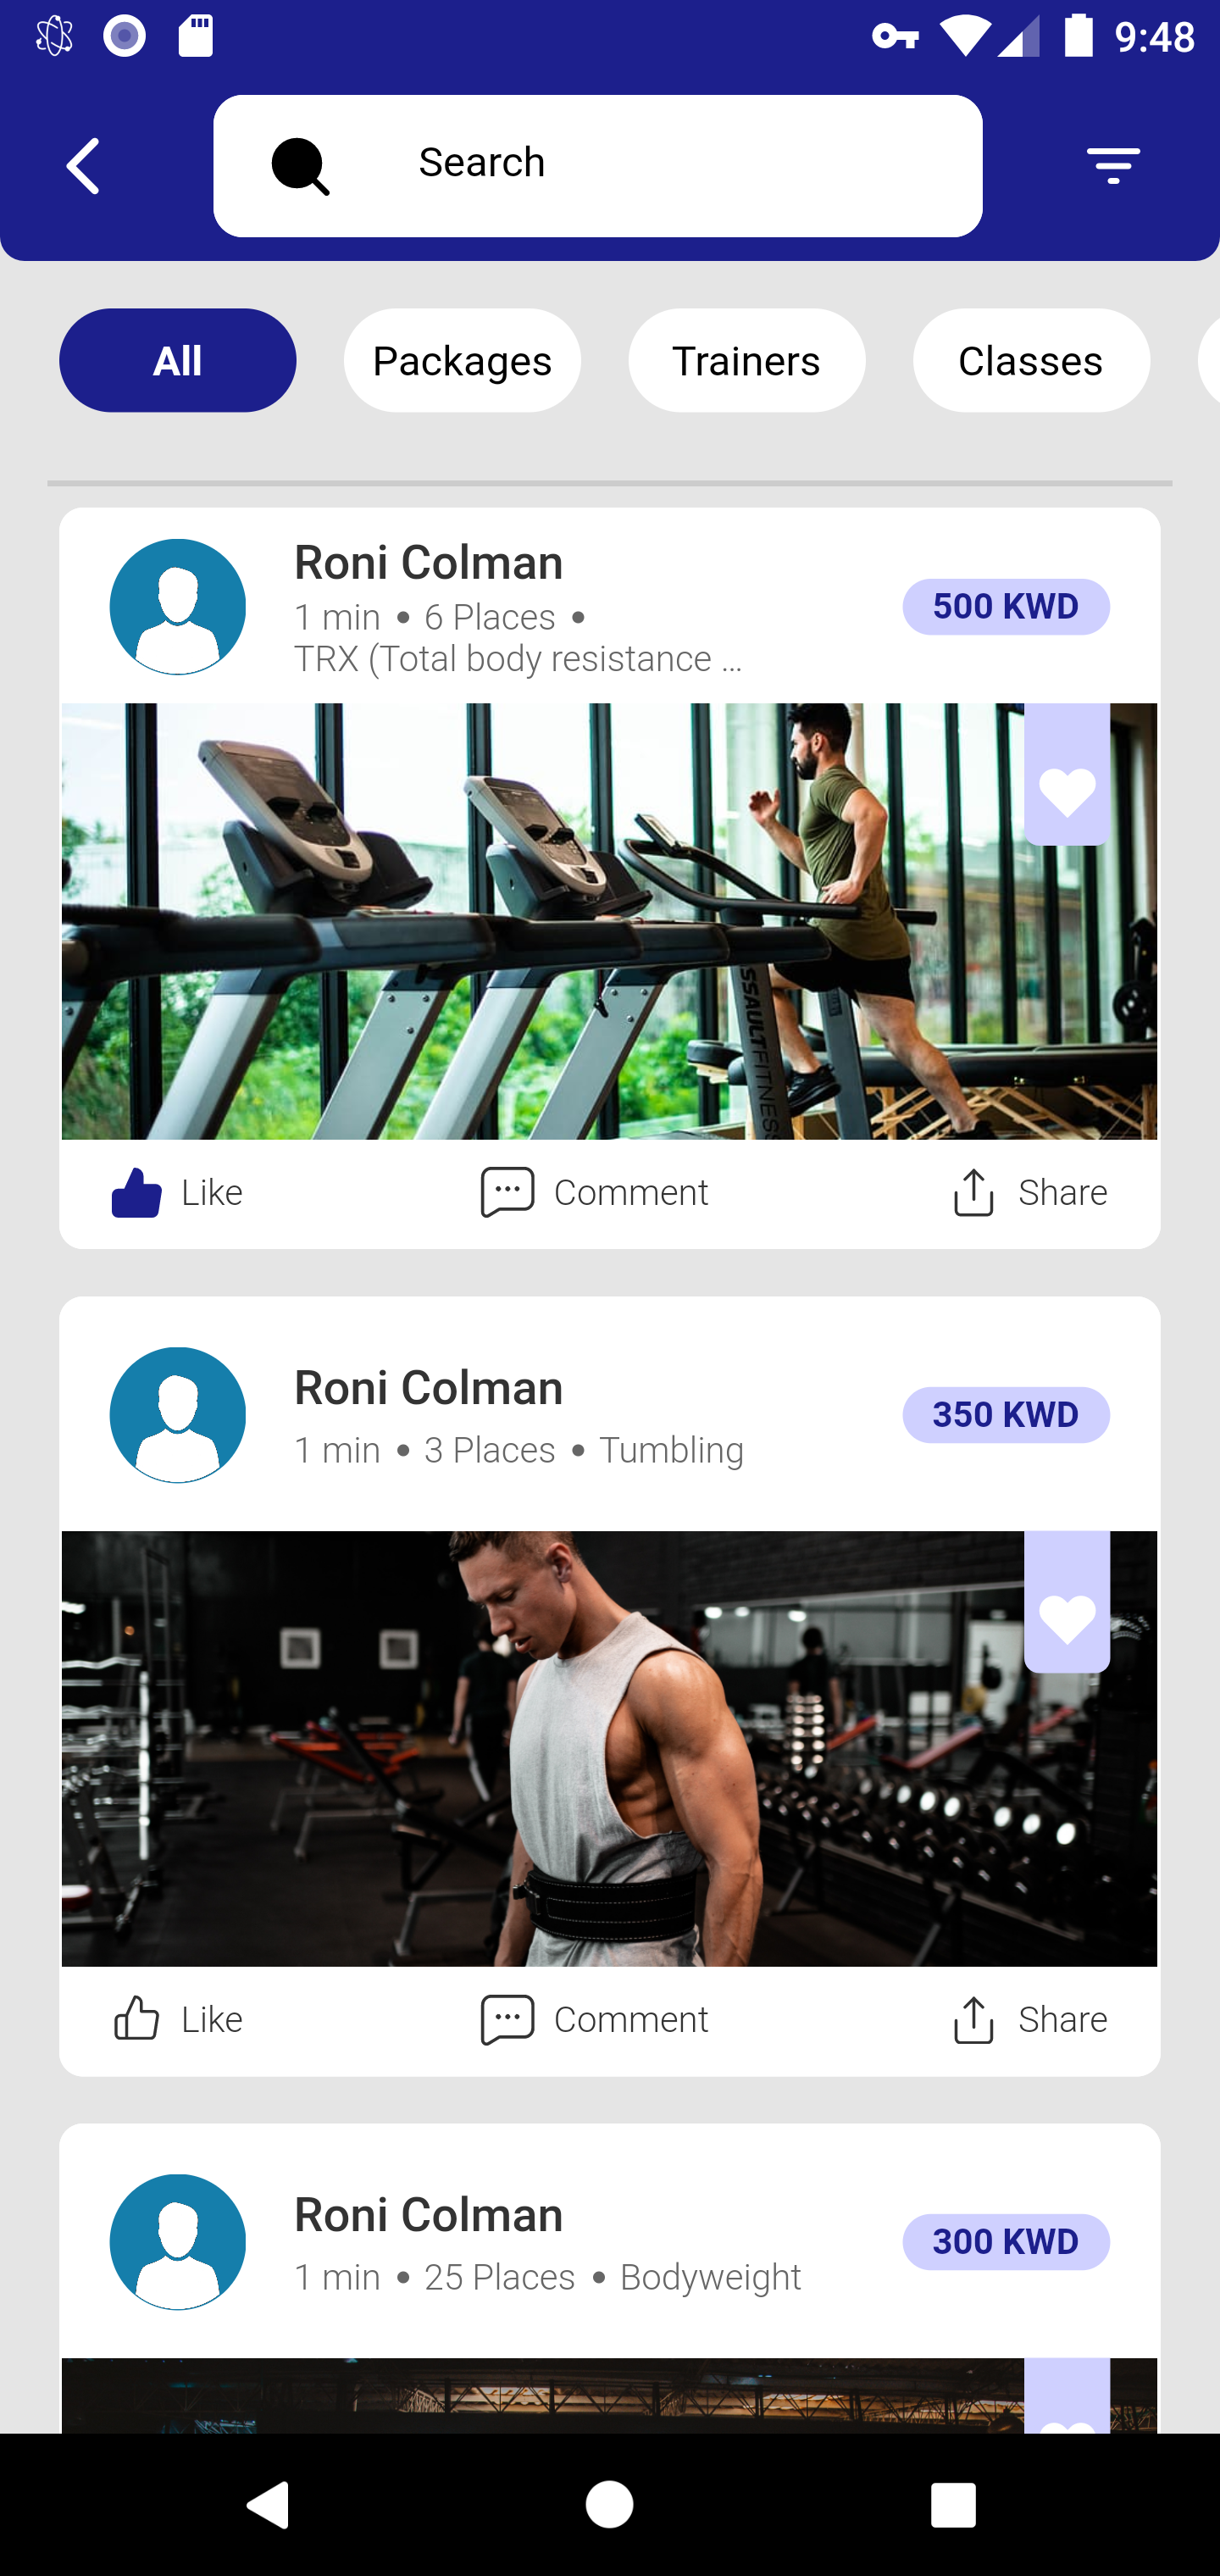 9:48
Search
All
Packages
Trainers
Classes
Roni Colman
1 min • 6 Places •
TRX (Total body resistance ...
500 KWD
SSAULT FITNESS
Like
Comment
Share
Roni Colman
1 min • 3 Places • Tumbling
350 KWD
Like
Comment
Share
Roni Colman
1 min • 25 Places • Bodyweight
300 KWD